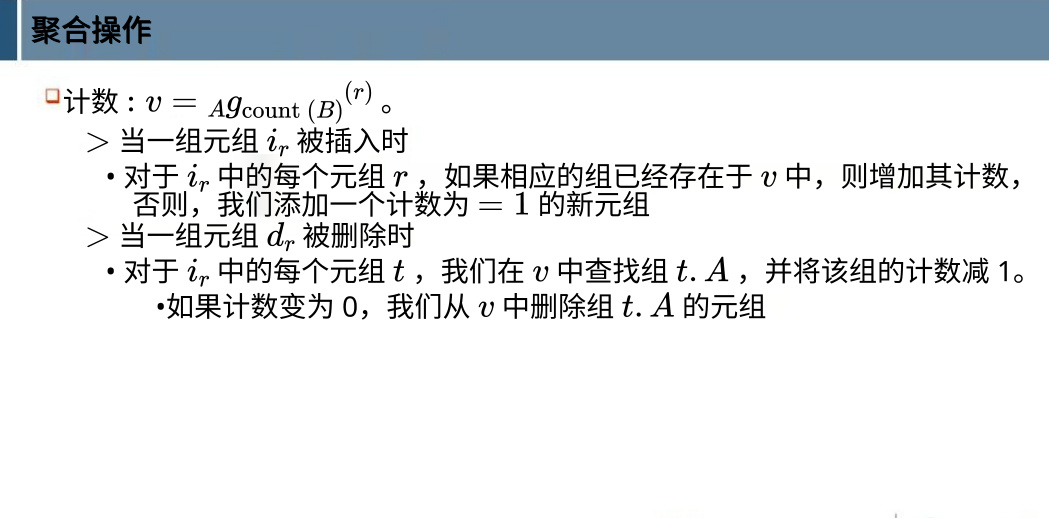 聚合操作
计数 : v = _A g_{count (B)}^{(r)} 。
> 当一组元组 i_r 被插入时
• 对于 i_r 中的每个元组 r ，如果相应的组已经存在于 v 中，则增加其计数，
否则，我们添加一个计数为 = 1 的新元组
> 当一组元组 d_r 被删除时
• 对于 i_r 中的每个元组 t ，我们在 v 中查找组 t. A ，并将该组的计数减 1。
•如果计数变为 0，我们从 v 中删除组 t. A 的元组